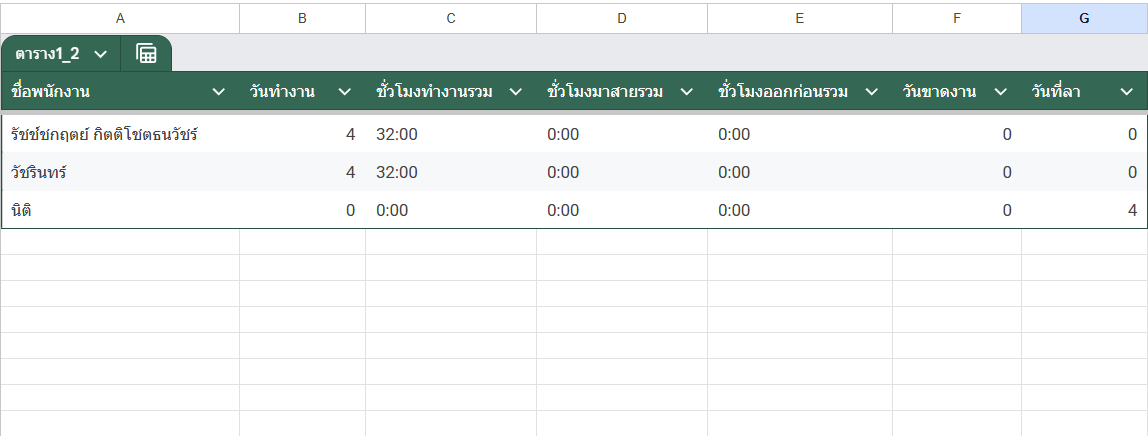 A B C D E F G
ตาราง1_2
ชื่อพนักงาน วันทำงาน ชั่วโมงทำงานรวม ชั่วโมงมาสายรวม ชั่วโมงออกก่อนรวม วันขาดงาน วันที่ลา
รัชช์ชกฤตย์ กิตติโชตธนวัชร์ 4 32:00 0:00 0:00 0 0
วัชรินทร์ 4 32:00 0:00 0:00 0 0
นิติ 0 0:00 0:00 0:00 0 4